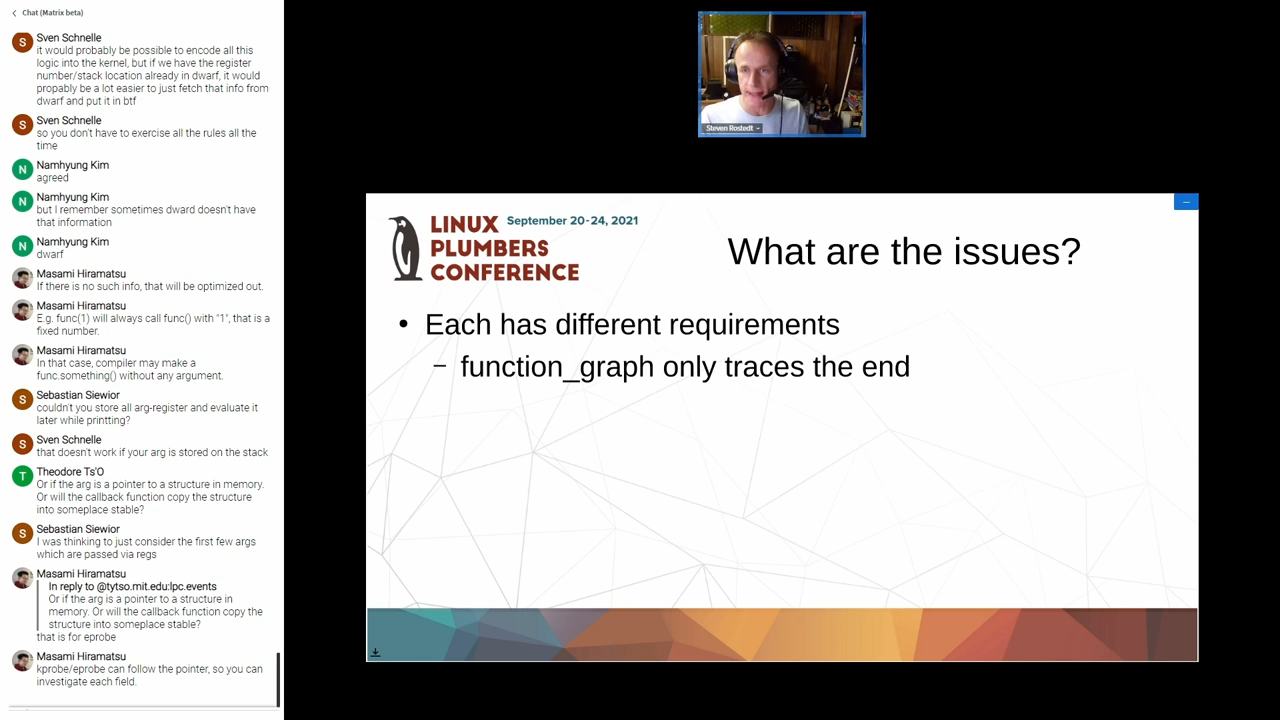 Chat (Matrix beta)
Sven Schnelle
it would probably be possible to encode all this
logic into the kernel, but if we have the register
number/stack location already in dwarf, it would
propably be a lot easier to just fetch that info from
dwarf and put it in btf
Sven Schnelle
so you don't have to exercise all the rules all the
time
Namhyung Kim
agreed
Namhyung Kim
but I remember sometimes dward doesn't have
that information
Namhyung Kim
dwarf
Masami Hiramatsu
If there is no such info, that will be optimized out.
Masami Hiramatsu
E.g. func(1) will always call func() with "1", that is a
fixed number.
Masami Hiramatsu
In that case, compiler may make a
func.something() without any argument.
Sebastian Siewior
couldn't you store all arg-register and evaluate it
later while printting?
Sven Schnelle
that doesn't work if your arg is stored on the stack
Theodore Ts'O
Or if the arg is a pointer to a structure in memory.
Or will the callback function copy the structure
into someplace stable?
Sebastian Siewior
I was thinking to just consider the first few args
which are passed via regs
Masami Hiramatsu
In reply to @tytso.mit.edu:lpc.events
Or if the arg is a pointer to a structure in
memory. Or will the callback function copy the
structure into someplace stable?
that is for eprobe
Masami Hiramatsu
kprobe/eprobe can follow the pointer, so you can
investigate each field.
S
S
N
N
N
S
S
T
S
Steven Rostedt
LINUX
PLUMBERS
CONFERENCE
September 20-24, 2021
What are the issues?
• Each has different requirements
– function_graph only traces the end